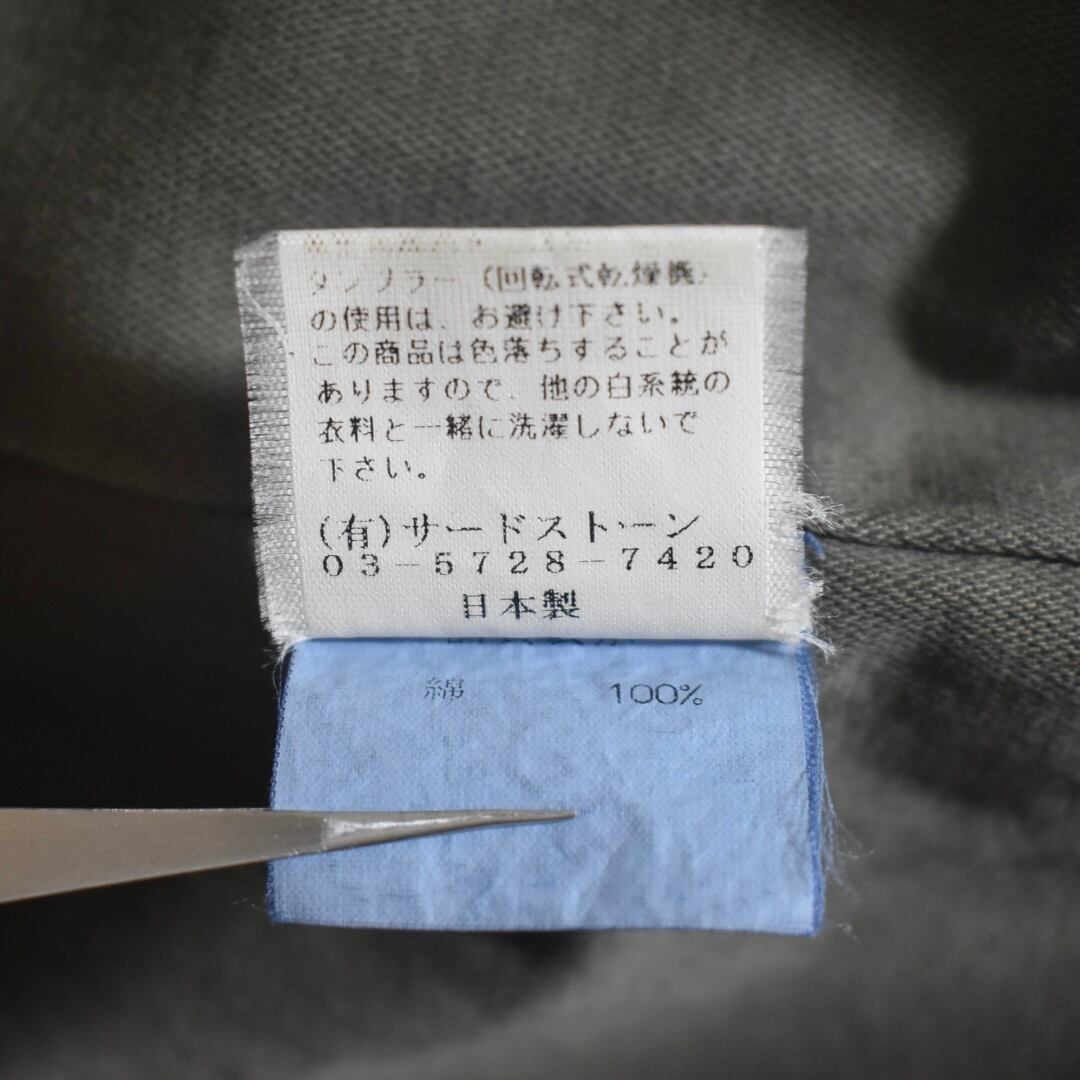 タンブラー（回転式乾燥機）
の使用は、お避け下さい。
この商品は色落ちすることが
ありますので、他の白系統の
衣料と一緒に洗濯しないで
下さい。
(有)サードストーン
03-5728-7420
日本製
綿 100%